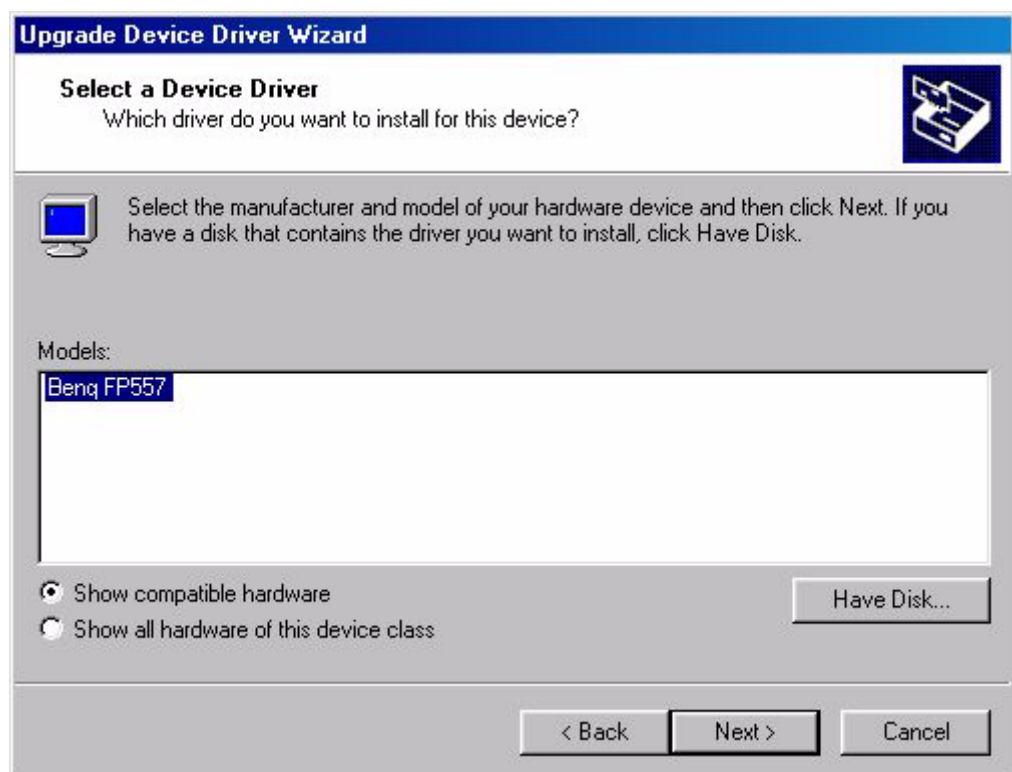 Upgrade Device Driver Wizard
Select a Device Driver
Which driver do you want to install for this device?
Select the manufacturer and model of your hardware device and then click Next. If you
have a disk that contains the driver you want to install, click Have Disk.
Models:
Benq FP557
Show compatible hardware
Have Disk...
Show all hardware of this device class
< Back
Next >
Cancel